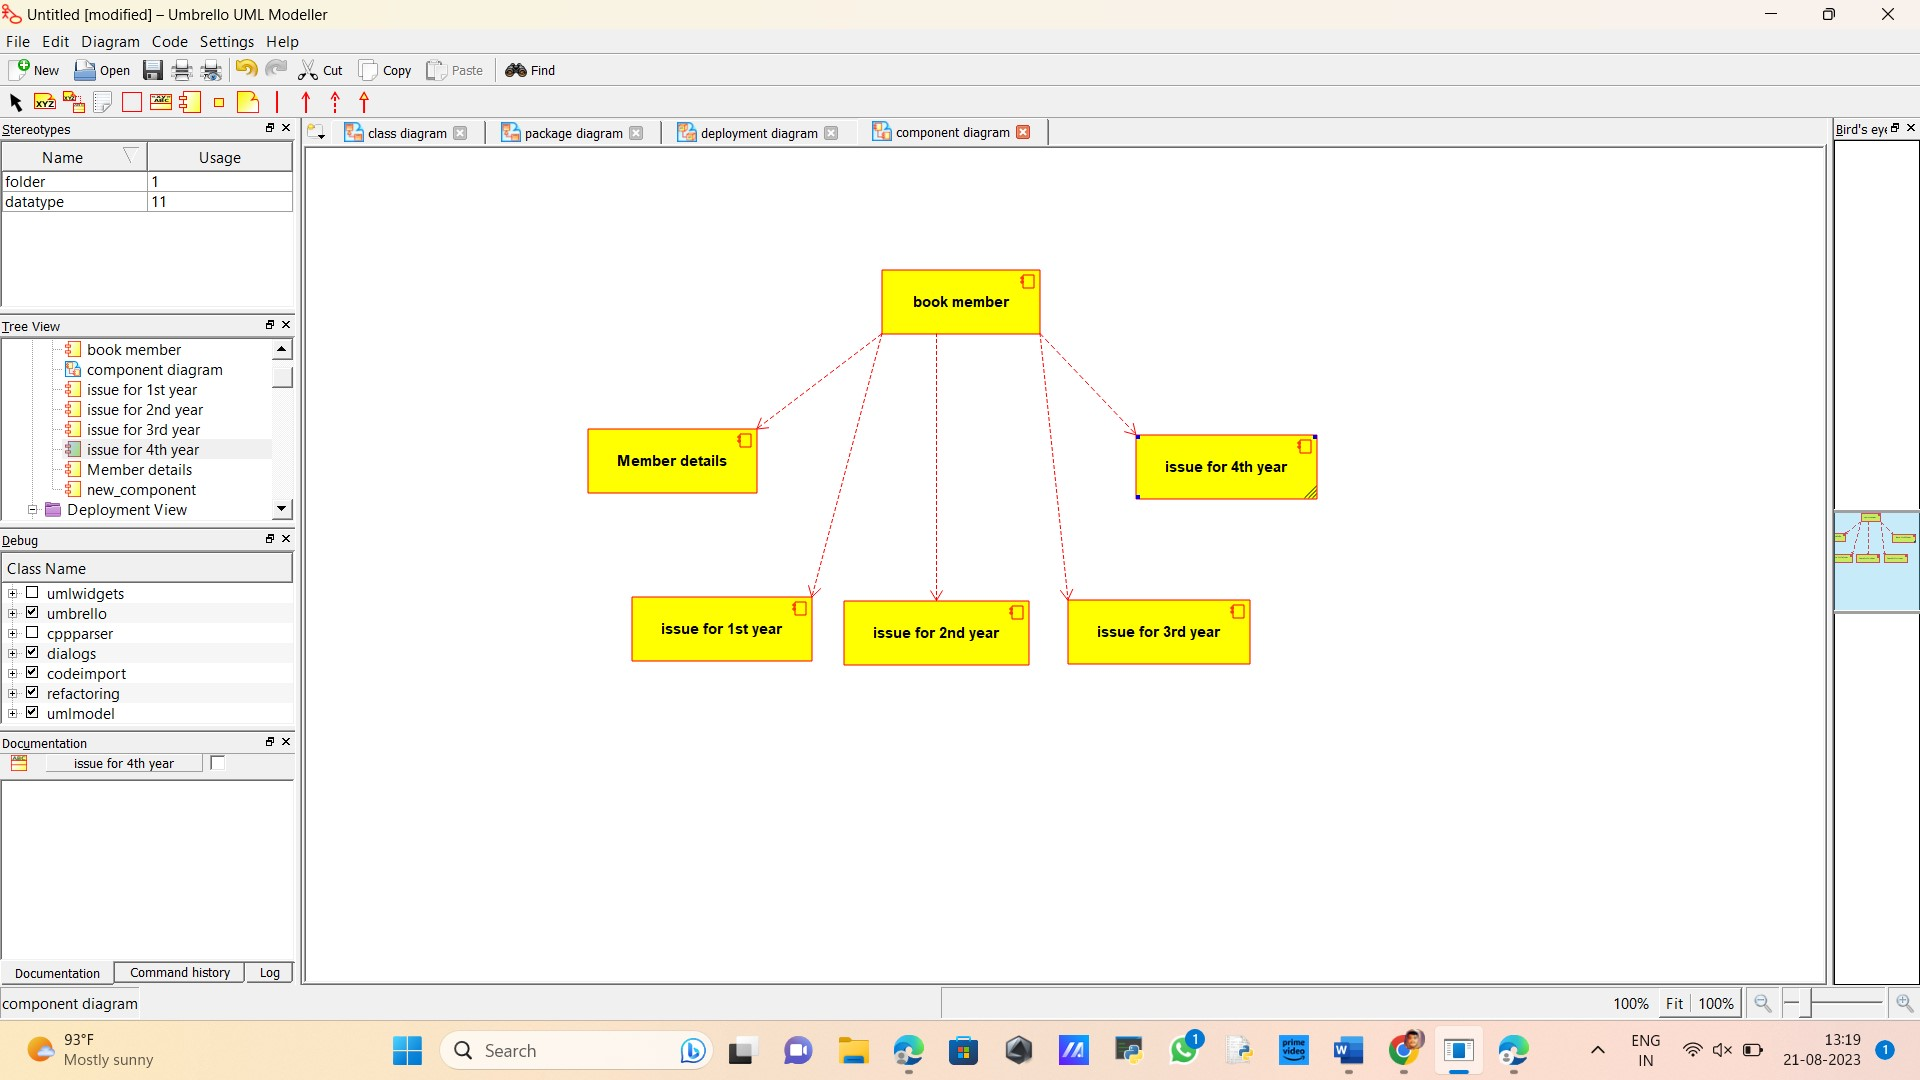 Untitled [modified] – Umbrello UML Modeller
File Edit Diagram Code Settings Help
New Open Cut Copy Paste Find
Stereotypes
Name Usage
folder 1
datatype 11
Tree View
book member
component diagram
issue for 1st year
issue for 2nd year
issue for 3rd year
issue for 4th year
Member details
new_component
Deployment View
Debug
Class Name
umlwidgets
umbrello
cppparser
dialogs
codeimport
refactoring
umlmodel
Documentation
issue for 4th year
Documentation Command history Log
class diagram package diagram deployment diagram component diagram
book member
Member details
issue for 4th year
issue for 1st year
issue for 2nd year
issue for 3rd year
Bird's eye
component diagram
100% Fit 100%
93°F
Mostly sunny
Search
prime video
1
ENG
IN
13:19
21-08-2023
1